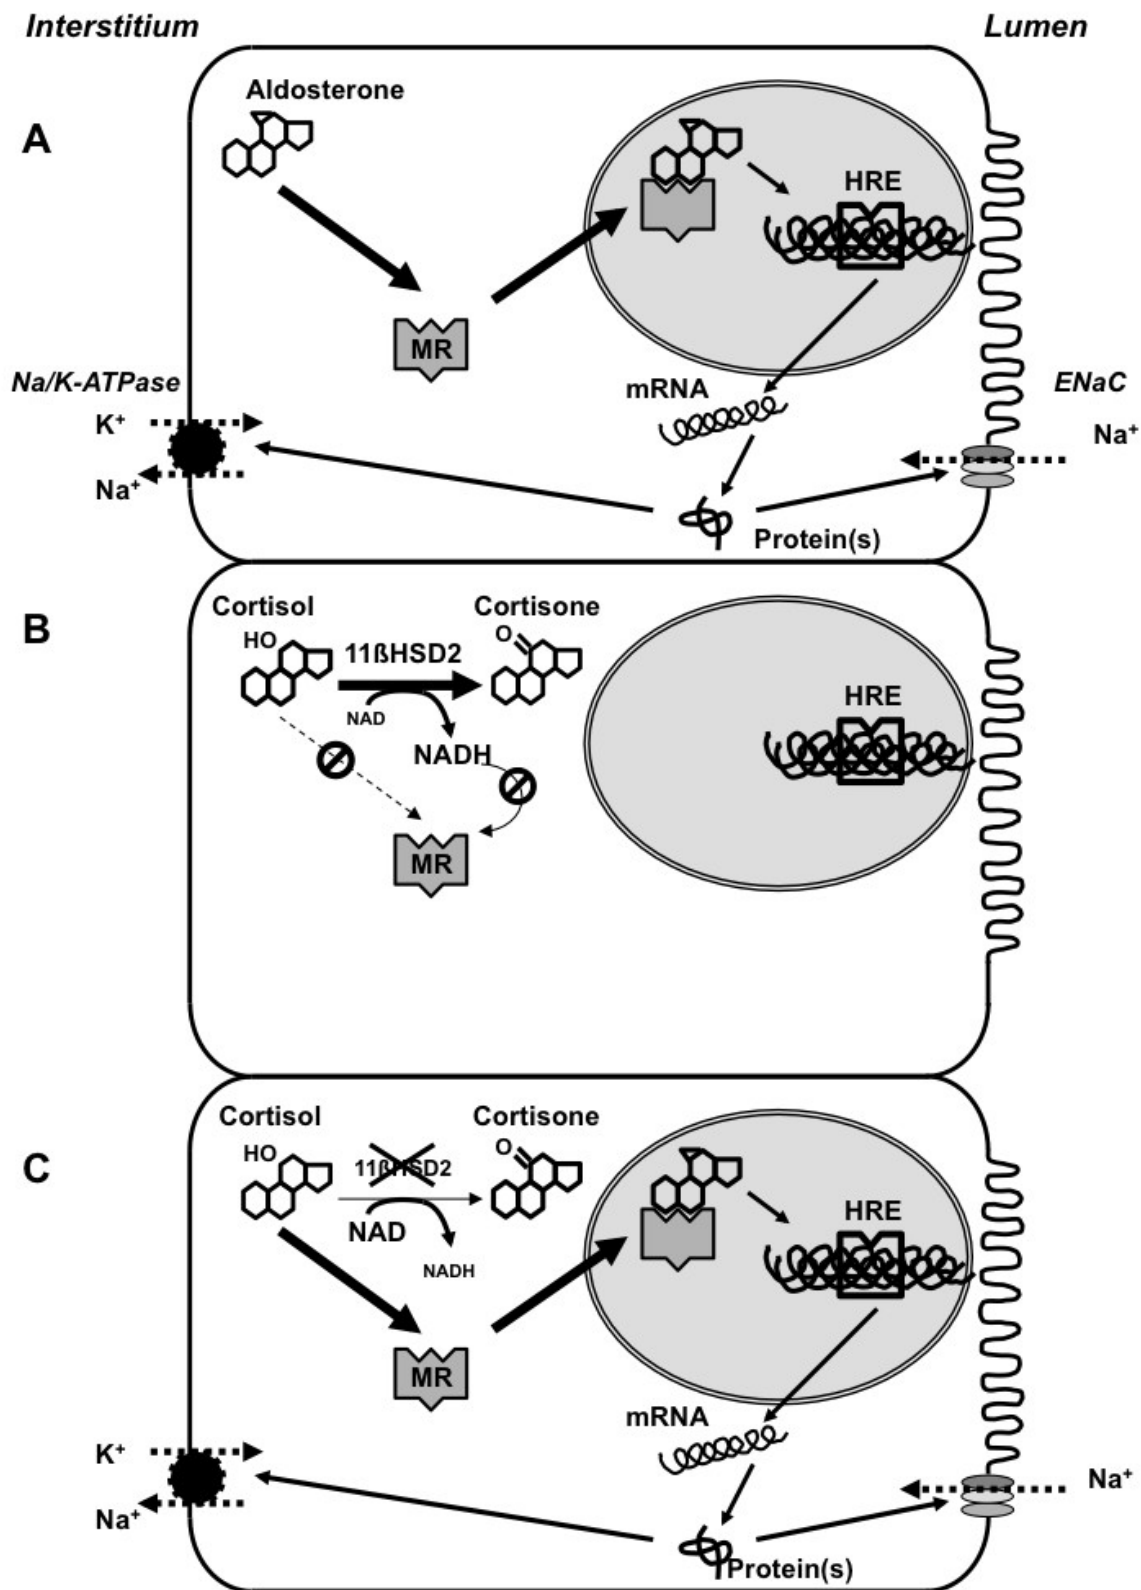 Interstitium
Lumen
A
Aldosterone
HRE
MR
Na/K-ATPase
ENaC
K⁺
mRNA
Na⁺
Na⁺
Protein(s)
B
Cortisol
Cortisone
HO
O
11ßHSD2
NAD
NADH
HRE
MR
C
Cortisol
Cortisone
HO
O
11ßHSD2
NAD
NADH
HRE
MR
mRNA
K⁺
Na⁺
Na⁺
Protein(s)